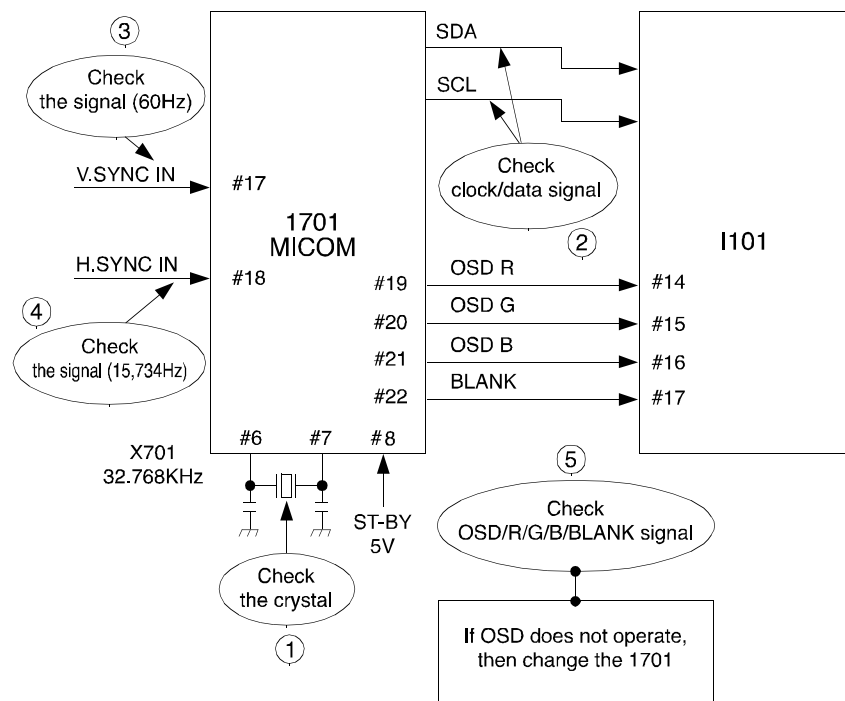 3
Check
the signal (60Hz)
V.SYNC IN
#17
H.SYNC IN
#18
4
Check
the signal (15,734Hz)
1701
MICOM
SDA
SCL
Check
clock/data signal
2
I101
#19
OSD R
#14
#20
OSD G
#15
#21
OSD B
#16
#22
BLANK
#17
#6
#7
#8
X701
32.768KHz
ST-BY
5V
Check
the crystal
1
5
Check
OSD/R/G/B/BLANK signal
If OSD does not operate,
then change the 1701